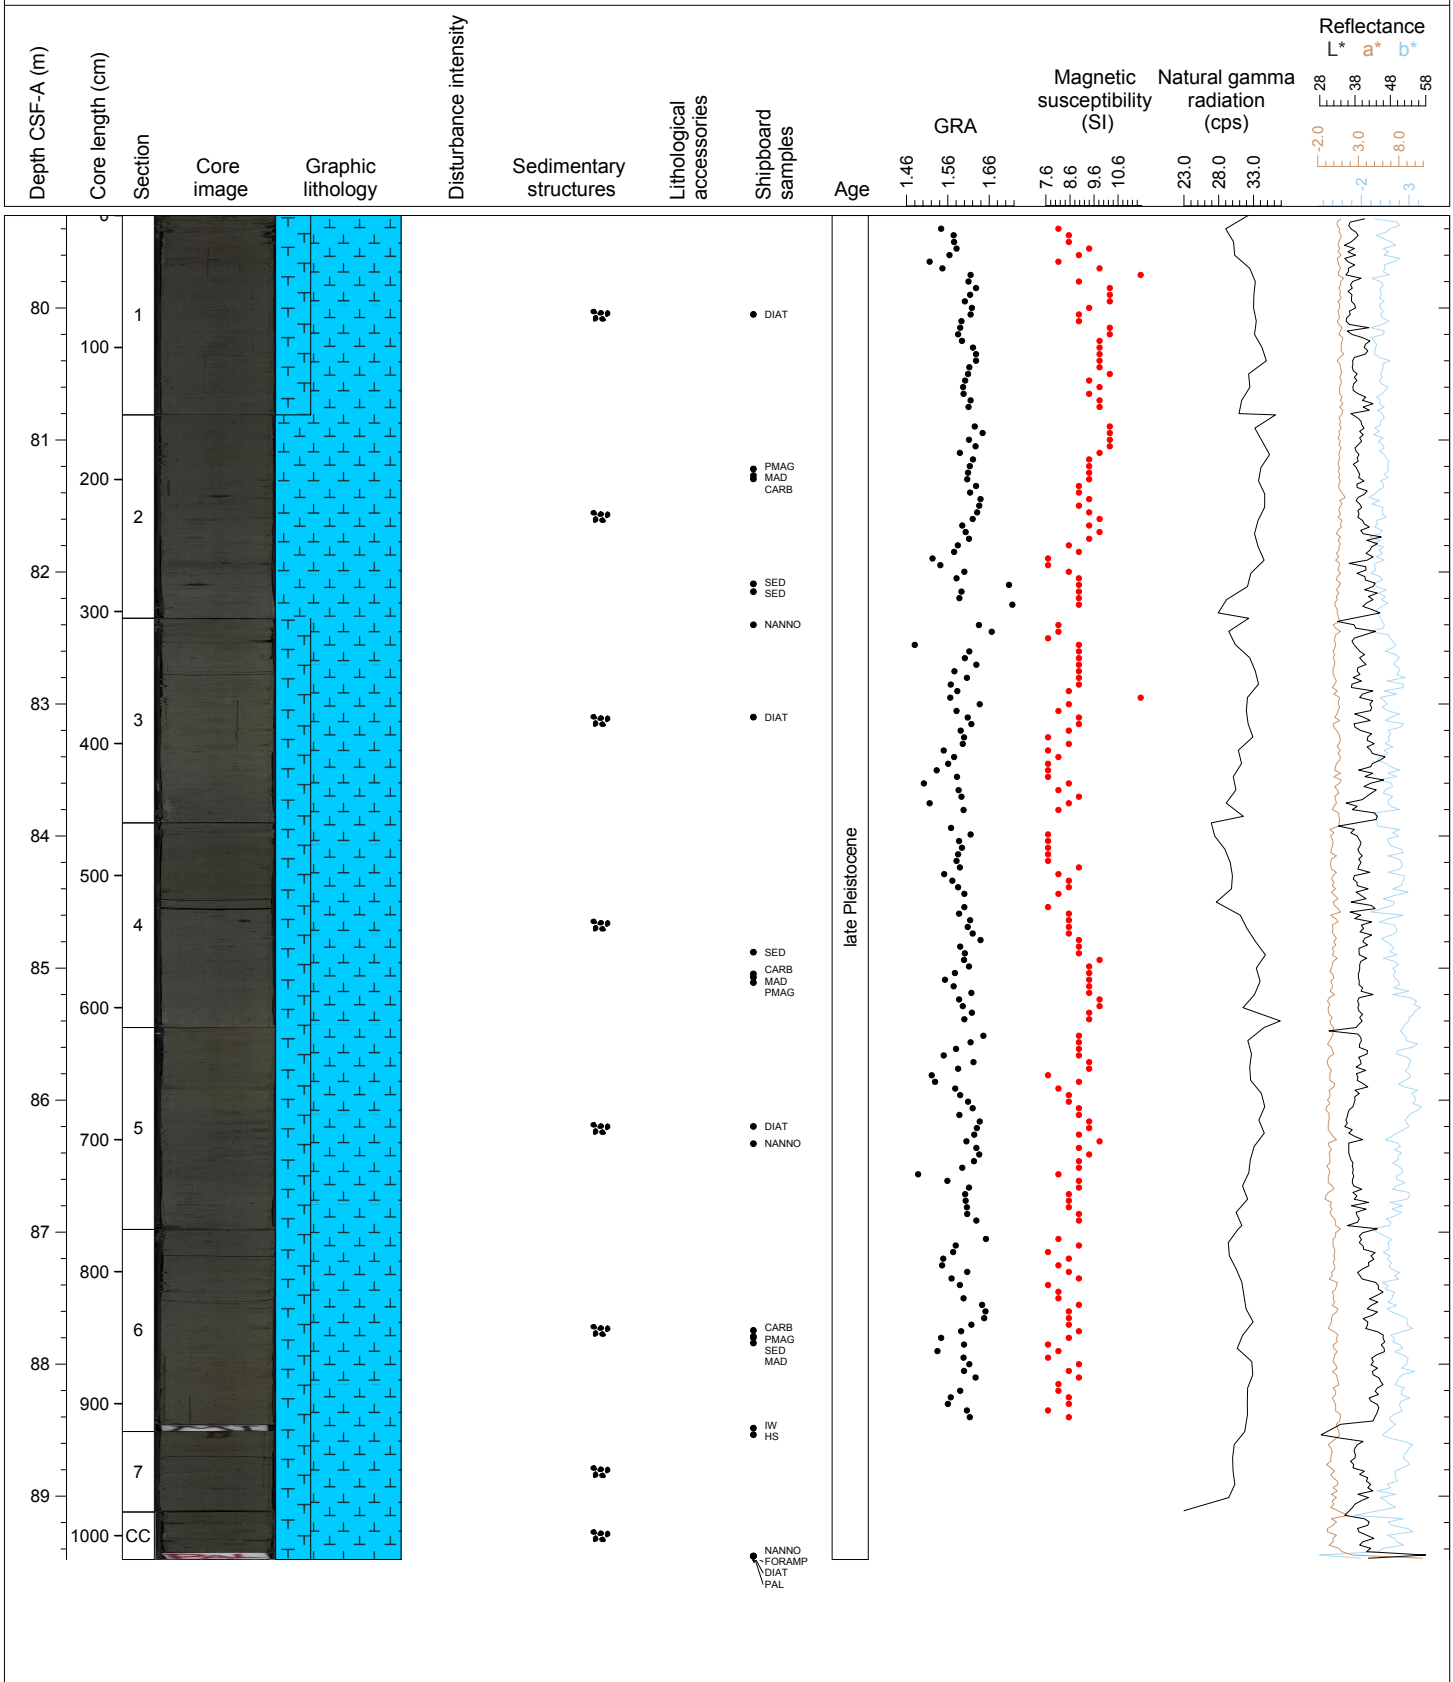 Depth CSF-A (m)
Core length (cm)
Section
Core
image
Graphic
lithology
Disturbance intensity
Sedimentary
structures
Lithological
accessories
Shipboard
samples
Age
GRA
1.46 1.56 1.66
Magnetic
susceptibility
(SI)
7.6 8.6 9.6 10.6
Natural gamma
radiation
(cps)
23.0 28.0 33.0
Reflectance
L* a* b*
28 38 48 58
-2.0 3.0 8.0
-2 3
0
80
1
DIAT
100
81
PMAG
200
MAD
CARB
2
82
SED
300
SED
NANNO
83
3
DIAT
400
84
500
4
late Pleistocene
SED
85
CARB
MAD
PMAG
600
86
5
DIAT
700
NANNO
87
800
6
CARB
PMAG
88
SED
MAD
900
IW
HS
7
89
1000
CC
NANNO
FORAMP
DIAT
PAL